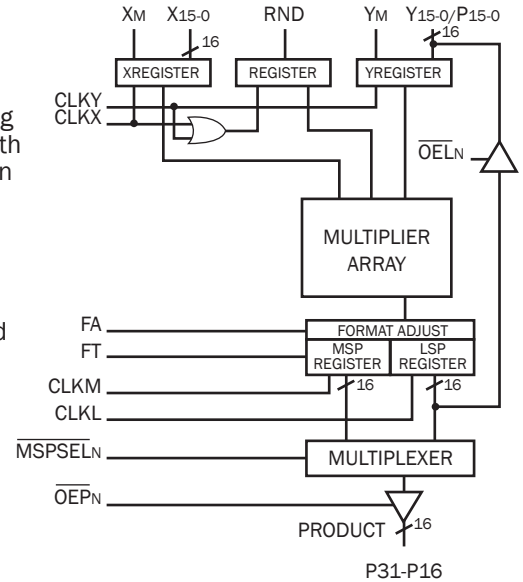 XM X15-0 RND YM Y15-0/P15-0
16 16
XREGISTER REGISTER YREGISTER
CLKY
CLKX
g
th
n
OELN
MULTIPLIER
ARRAY
d
FA
FORMAT ADJUST
FT
MSP
REGISTER
LSP
REGISTER
CLKM
16 16
CLKL
MSPSELN
MULTIPLEXER
OEPN
PRODUCT 16
P31-P16